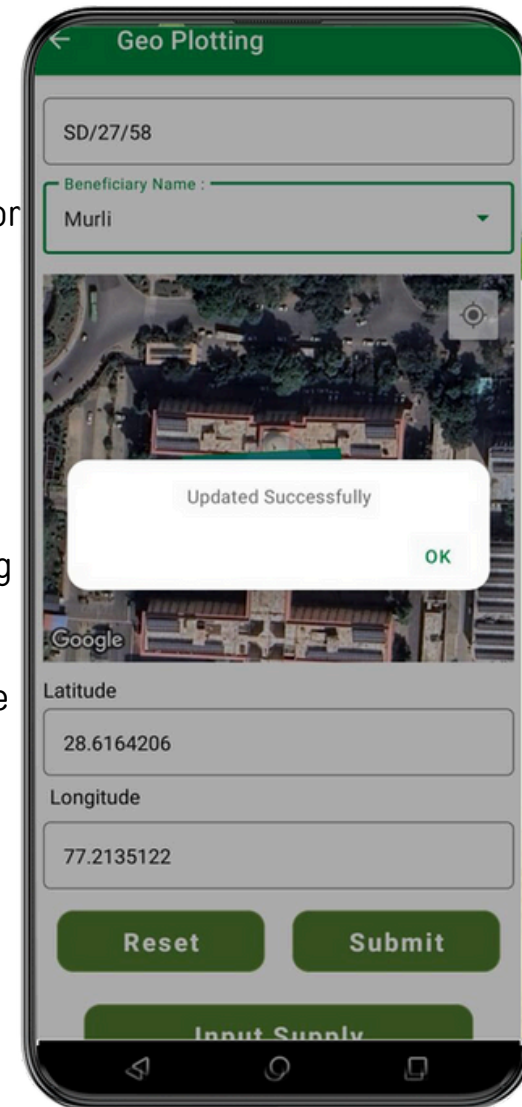 Geo Plotting
SD/27/58
Beneficiary Name :
Murli
or
Updated Successfully
OK
g
Google
e
Latitude
28.6164206
Longitude
77.2135122
Reset Submit
Input Supply